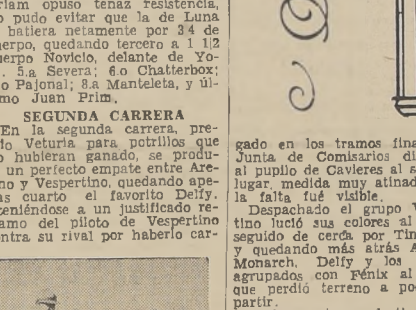 riam opuso tenaz resistencia,
pudo evitar que la de Luna
batiera netamente por 3 4 de
erpo, quedando tercero a 1 1|2
erpo Novicio, delante de Yo-
. 5.a Severa; 6.o Chatterbox;
o Pajonal; 8.a Manteleta, y úl-
mo Juan Prim.
SEGUNDA CARRERA
En la segunda carrera, pre-
o Veturia para potrillos que
o hubieran ganado, se produ-
un perfecto empate entre Are-
no y Vespertino, quedando ape-
as cuarto el favorito Delfy.
teniéndose a un justificado re-
amo del piloto de Vespertino
ntra su rival por haberlo car-
gado en los tramos fina
Junta de Comisarios di
al pupilo de Cavieres al s
lugar, medida muy atinad
la falta fué visible.
Despachado el grupo V
tino lució sus colores al
seguido de cerca por Tin
y quedando más atrás A
Monarch, Delfy y los
agrupados con Fénix al
que perdió terreno a po
partir.